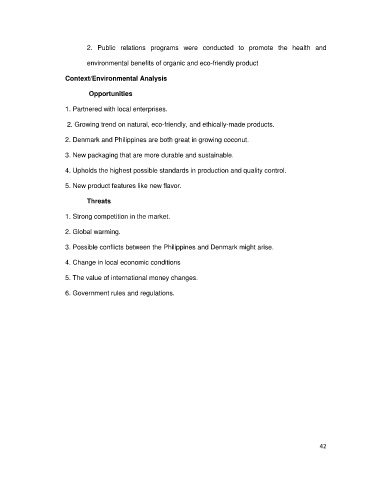 2. Public relations programs were conducted to promote the health and
environmental benefits of organic and eco-friendly product
Context/Environmental Analysis
Opportunities
1. Partnered with local enterprises.
2. Growing trend on natural, eco-friendly, and ethically-made products.
2. Denmark and Philippines are both great in growing coconut.
3. New packaging that are more durable and sustainable.
4. Upholds the highest possible standards in production and quality control.
5. New product features like new flavor.
Threats
1. Strong competition in the market.
2. Global warming.
3. Possible conflicts between the Philippines and Denmark might arise.
4. Change in local economic conditions
5. The value of international money changes.
6. Government rules and regulations.
42